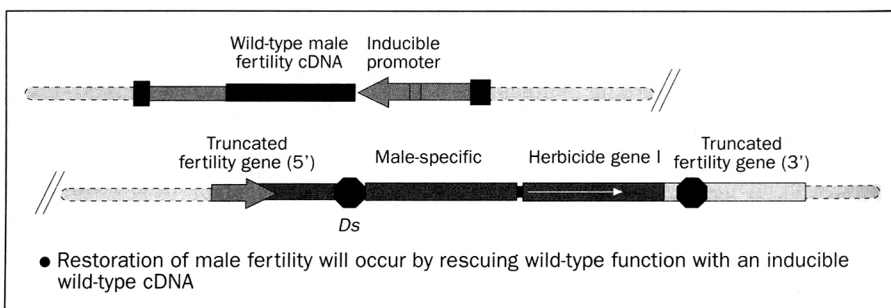 Wild-type male
fertility cDNA
Inducible
promoter
Truncated
fertility gene (5')
Male-specific
Herbicide gene I
Truncated
fertility gene (3')
Ds
● Restoration of male fertility will occur by rescuing wild-type function with an inducible
wild-type cDNA